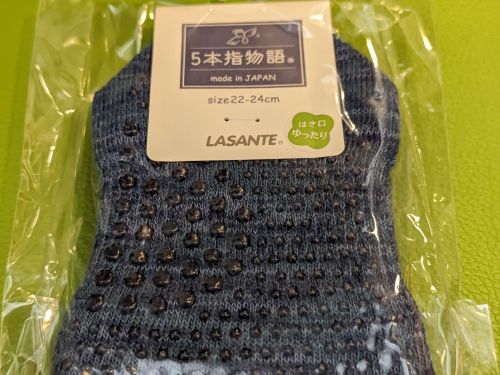 5本指物語®
made in JAPAN
size22-24cm
LASANTE®
はき口
ゆったり